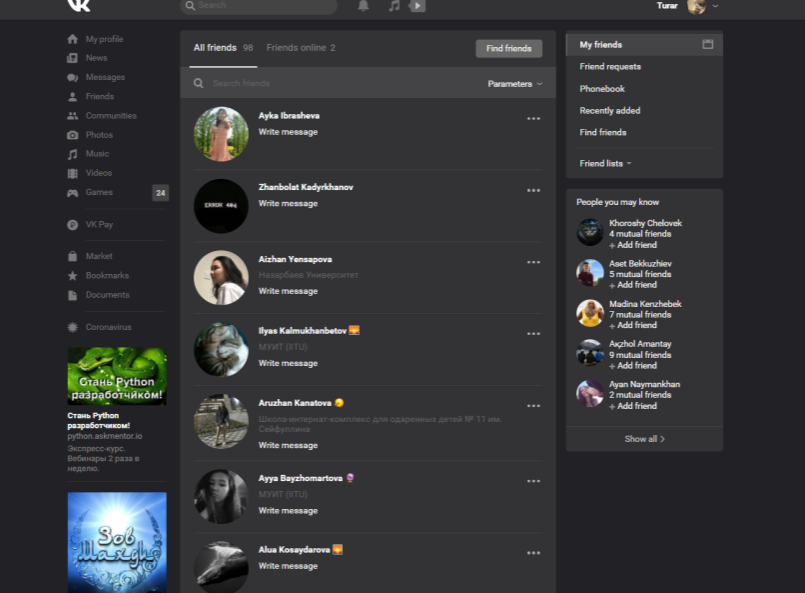 Search
Turar
My profile
News
Messages
Friends
Communities
Photos
Music
Videos
Games
24
VK Pay
Market
Bookmarks
Documents
Coronavirus
Стань Python
разработчиком!
Стань Python
разработчиком!
python.askmentor.io
Экспресс-курс.
Вебинары 2 раза в
неделю.
Зов
Махди
All friends 98 Friends online 2
Find friends
Search friends
Parameters
Ayka Ibrasheva
Write message
Zhanbolat Kadyrkhanov
Write message
ERROR 404
Aizhan Yensapova
Назарбаев Университет
Write message
Ilyas Kalmukhanbetov 🌇
МУИТ (IITU)
Write message
Aruzhan Kanatova
Школа-интернат-комплекс для одаренных детей № 11 им.
Сейфуллина
Write message
Ayya Bayzhomartova 🔮
МУИТ (IITU)
Write message
Alua Kosaydarova 🌇
Write message
My friends
Friend requests
Phonebook
Recently added
Find friends
Friend lists
People you may know
Khoroshy Chelovek
4 mutual friends
+ Add friend
Aset Bekkuzhiev
5 mutual friends
+ Add friend
Madina Kenzhebek
7 mutual friends
+ Add friend
Ақzhol Amantay
9 mutual friends
+ Add friend
Ayan Naymankhan
2 mutual friends
+ Add friend
Show all